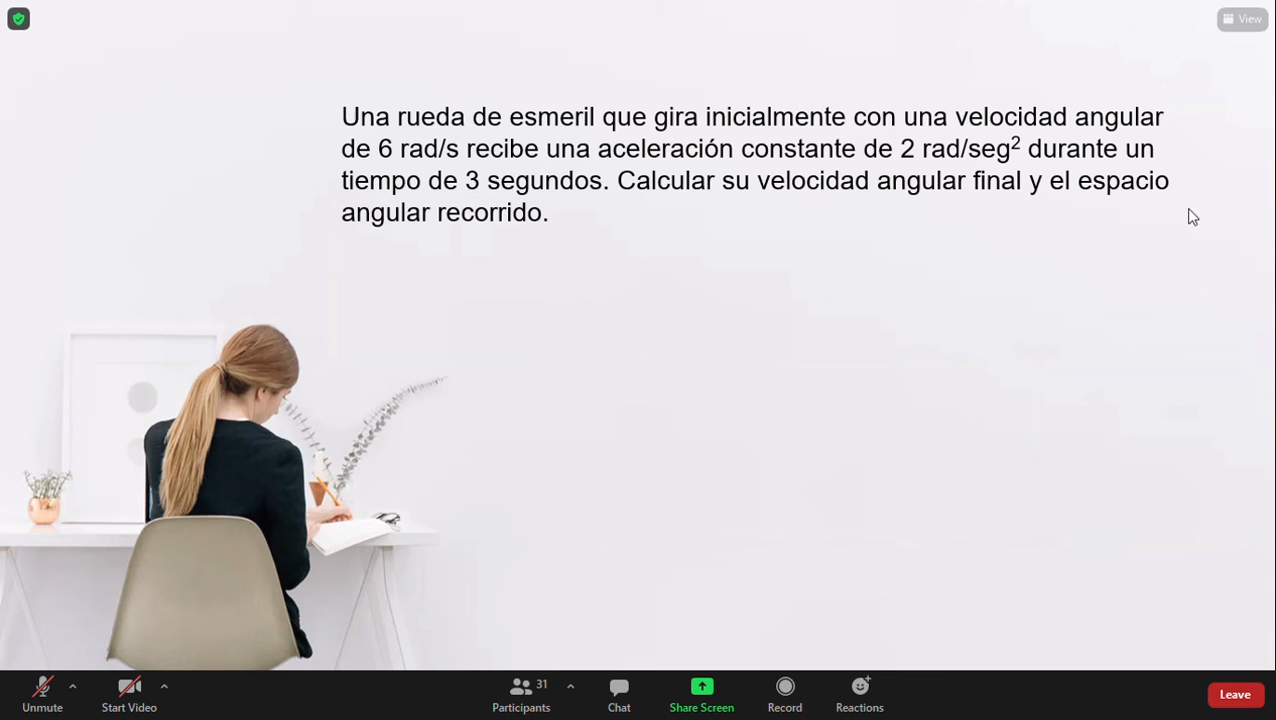 View
Una rueda de esmeril que gira inicialmente con una velocidad angular
de 6 rad/s recibe una aceleración constante de 2 rad/seg² durante un
tiempo de 3 segundos. Calcular su velocidad angular final y el espacio
angular recorrido.
31
Unmute Start Video Participants Chat Share Screen Record Reactions Leave